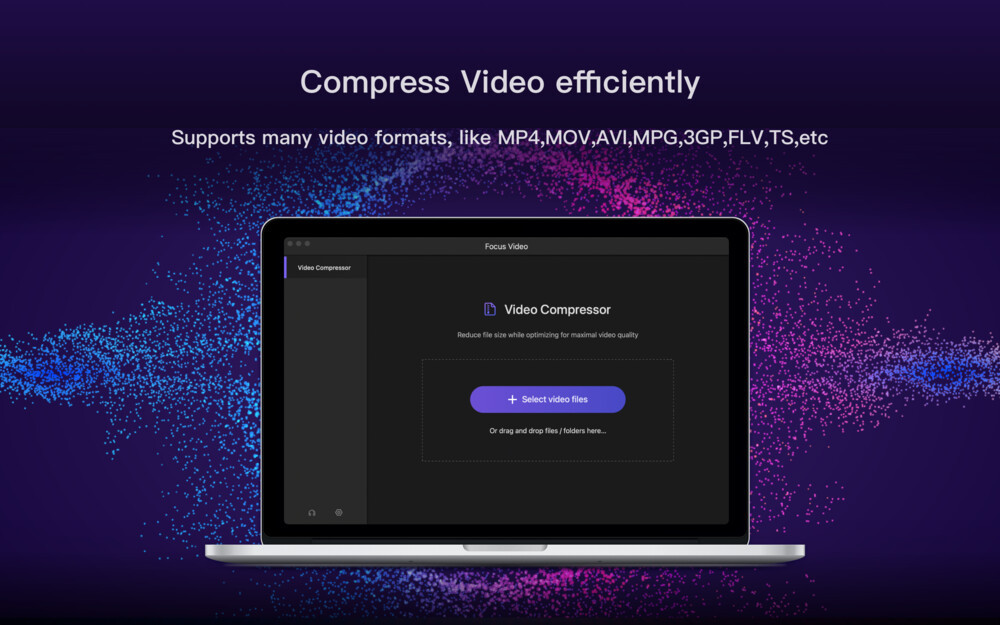 Compress Video efficiently
Supports many video formats, like MP4,MOV,AVI,MPG,3GP,FLV,TS,etc
Focus Video
Video Compressor
Video Compressor
Reduce file size while optimizing for maximal video quality
Select video files
Or drag and drop files / folders here...